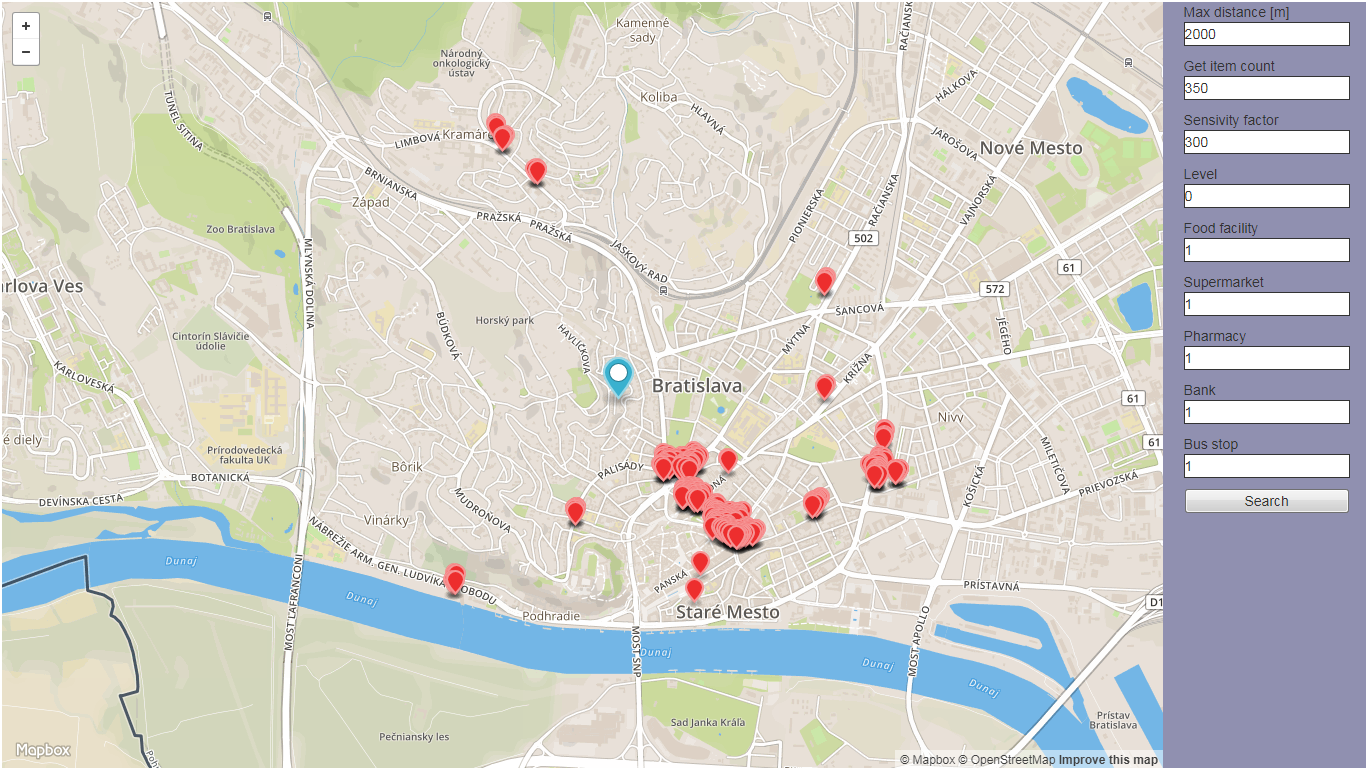 +
−
Kamenné
sady
RAČIANSKA
Národný
onkologický
ústav
HÁLKOVA
Koliba
HLAVNÁ
TUNEL SITINA
LIMBOVÁ
Kramáre
JAROŠOVA
Nové Mesto
BRNIANSKA
Západ
PIONIERSKA
RAČIANSKA
VAJNORSKÁ
PRAŽSKÁ
PRAŽSKÁ
Zoo Bratislava
MLYNSKÁ DOLINA
JASKOVÝ RAD
502
61
572
arlova Ves
ŠANCOVÁ
Horský park
BÚDKOVÁ
HAVLÍČKOVA
MÝTNA
JÉGÉHO
Cintorín Slávičie
údolie
KRÍŽNA
KARLOVESKÁ
Bratislava
61
Nivy
é diely
61
Prírodovedecká
fakulta UK
Bôrik
PALISÁDY
MILETIČOVA
BOTANICKÁ
KOŠICKÁ
PRIEVOZSKÁ
DEVÍNSKA CESTA
MUDROŇOVA
Vinárky
NÁBREŽIE ARM. GEN. LUDVÍKA SVOBODU
Dunaj
PANSKÁ
PRÍSTAVNÁ
Dunaj
Podhradie
Staré Mesto
D1
MOST LAFRANCONI
MOST SNP
MOST APOLLO
Dunaj
Dunaj
Dunaj
Sad Janka Kráľa
Prístav
Bratislava
Pečniansky les
Mapbox
© Mapbox © OpenStreetMap Improve this map
Max distance [m]
2000
Get item count
350
Sensivity factor
300
Level
0
Food facility
1
Supermarket
1
Pharmacy
1
Bank
1
Bus stop
1
Search